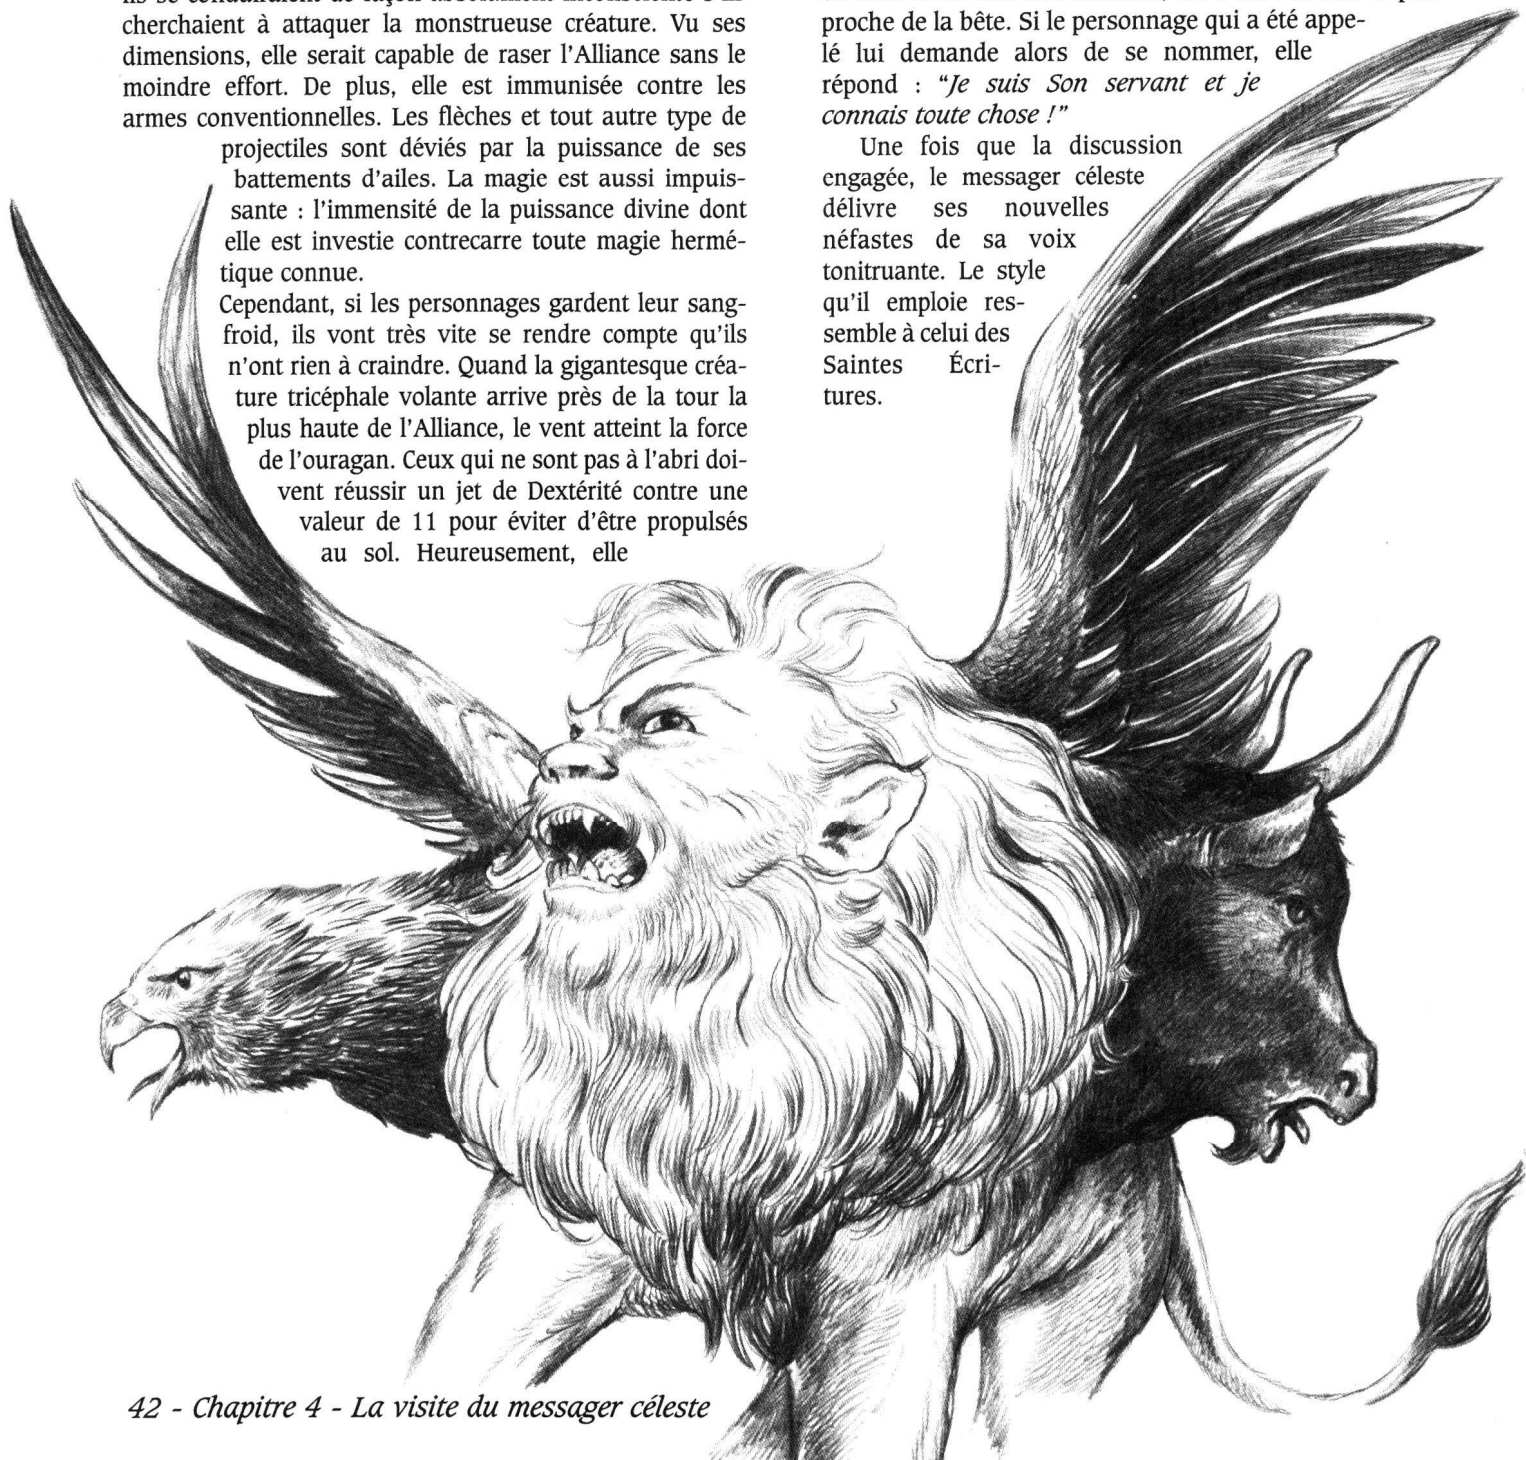 cherchaient à attaquer la monstrueuse créature. Vu ses
dimensions, elle serait capable de raser l'Alliance sans le
moindre effort. De plus, elle est immunisée contre les
armes conventionnelles. Les flèches et tout autre type de
projectiles sont déviés par la puissance de ses
battements d'ailes. La magie est aussi impuis-
sante : l'immensité de la puissance divine dont
elle est investie contrecarre toute magie hermé-
tique connue.
Cependant, si les personnages gardent leur sang-
froid, ils vont très vite se rendre compte qu'ils
n'ont rien à craindre. Quand la gigantesque créa-
ture tricéphale volante arrive près de la tour la
plus haute de l'Alliance, le vent atteint la force
de l'ouragan. Ceux qui ne sont pas à l'abri doi-
vent réussir un jet de Dextérité contre une
valeur de 11 pour éviter d'être propulsés
au sol. Heureusement, elle
proche de la bête. Si le personnage qui a été appe-
lé lui demande alors de se nommer, elle
répond : "Je suis Son servant et je
connais toute chose !"
Une fois que la discussion
engagée, le messager céleste
délivre ses nouvelles
néfastes de sa voix
tonitruante. Le style
qu'il emploie res-
semble à celui des
Saintes Écri-
tures.
42 - Chapitre 4 - La visite du messager céleste